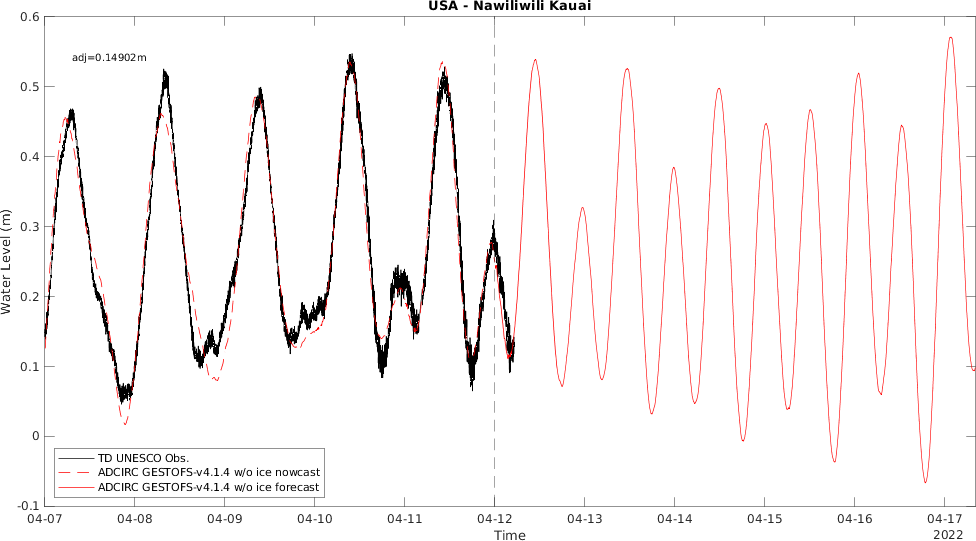 USA - Nawiliwili Kauai
adj=0.14902m
Water Level (m)
0.6
0.5
0.4
0.3
0.2
0.1
0
-0.1
TD UNESCO Obs.
ADCIRC GESTOFS-v4.1.4 w/o ice nowcast
ADCIRC GESTOFS-v4.1.4 w/o ice forecast
04-07 04-08 04-09 04-10 04-11 04-12 04-13 04-14 04-15 04-16 04-17
Time 2022